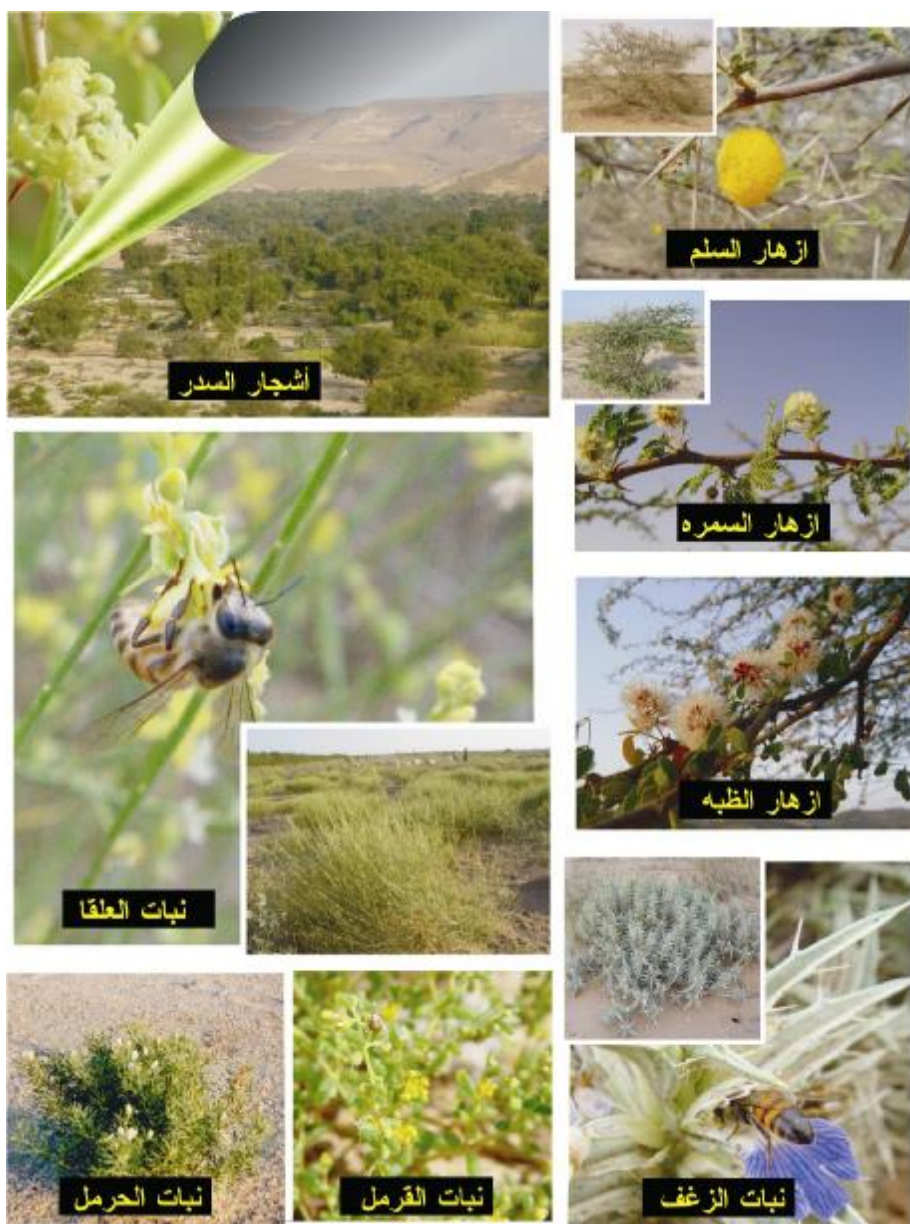 ازهار السلم
أشجار السدر
ازهار السمره
ازهار الظبه
نبات العلقا
نبات الحرمل
نبات القرمل
نبات الزغف